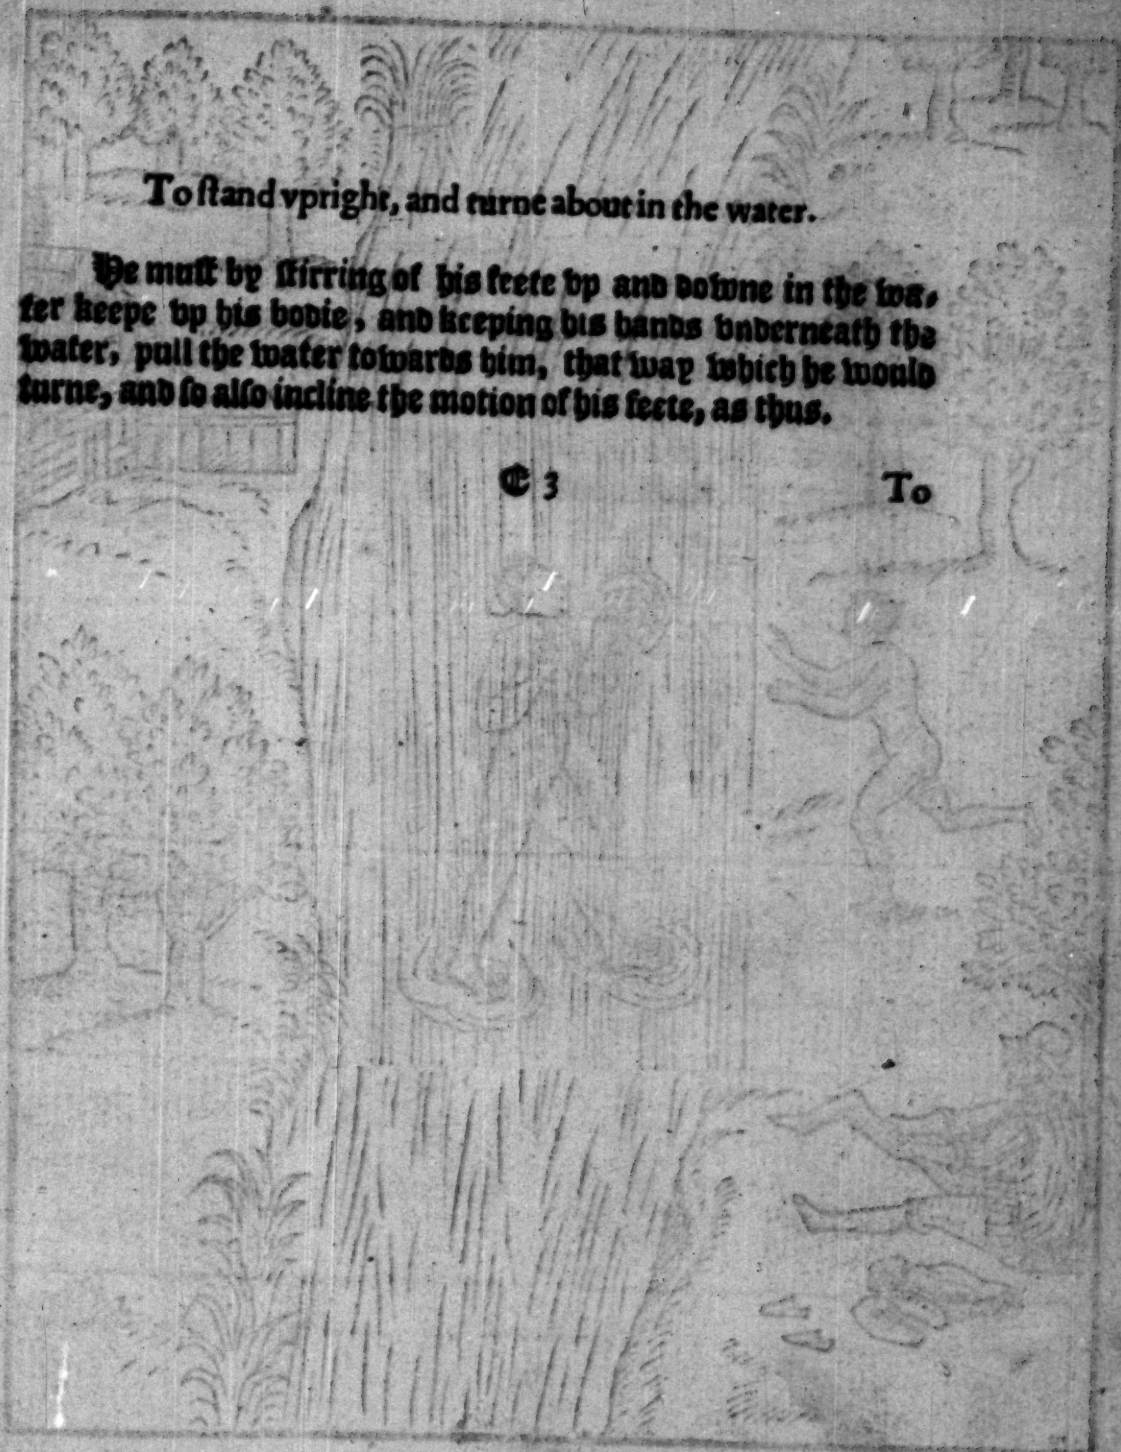 To ſtand vpright, and turne about in the water.
He muſt by ſtirring of his feete vp and downe in the wa-
ter keepe vp his bodie, and keeping his hands vnderneath the
water, pull the water towards him, that way which he would
turne, and ſo alſo incline the motion of his feete, as thus.
E 3 To